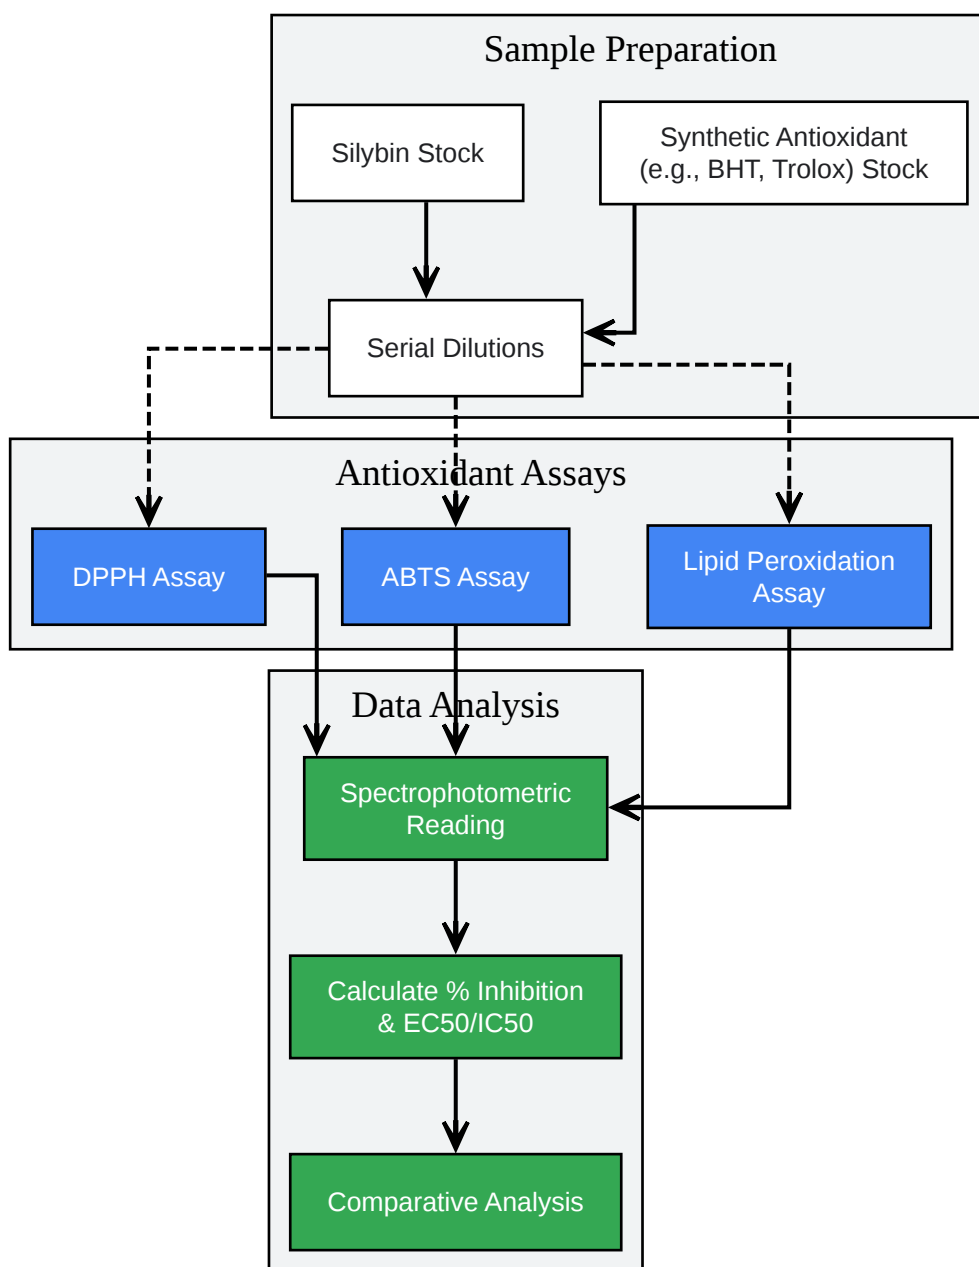 Sample Preparation
Silybin Stock
Synthetic Antioxidant
(e.g., BHT, Trolox) Stock
Serial Dilutions
Antioxidant Assays
DPPH Assay
ABTS Assay
Lipid Peroxidation
Assay
Data Analysis
Spectrophotometric
Reading
Calculate % Inhibition
& EC50/IC50
Comparative Analysis